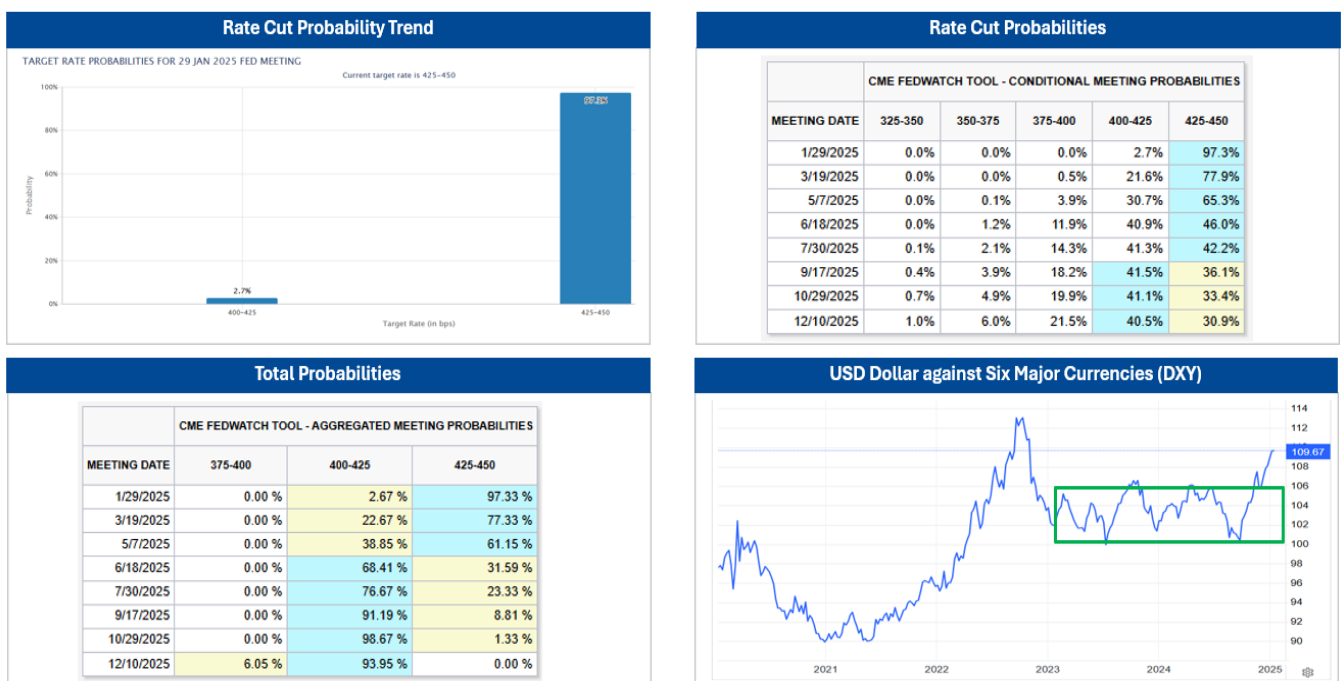 Rate Cut Probability Trend
TARGET RATE PROBABILITIES FOR 29 JAN 2025 FED MEETING
Current target rate is 425-450
100%
80%
60%
40%
20%
0%
Probability
97.3%
2.7%
400-425
425-450
Target Rate (in bps)
Rate Cut Probabilities
CME FEDWATCH TOOL - CONDITIONAL MEETING PROBABILITIES
MEETING DATE 325-350 350-375 375-400 400-425 425-450
1/29/2025 0.0% 0.0% 0.0% 2.7% 97.3%
3/19/2025 0.0% 0.0% 0.5% 21.6% 77.9%
5/7/2025 0.0% 0.1% 3.9% 30.7% 65.3%
6/18/2025 0.0% 1.2% 11.9% 40.9% 46.0%
7/30/2025 0.1% 2.1% 14.3% 41.3% 42.2%
9/17/2025 0.4% 3.9% 18.2% 41.5% 36.1%
10/29/2025 0.7% 4.9% 19.9% 41.1% 33.4%
12/10/2025 1.0% 6.0% 21.5% 40.5% 30.9%
Total Probabilities
CME FEDWATCH TOOL - AGGREGATED MEETING PROBABILITIES
MEETING DATE 375-400 400-425 425-450
1/29/2025 0.00 % 2.67 % 97.33 %
3/19/2025 0.00 % 22.67 % 77.33 %
5/7/2025 0.00 % 38.85 % 61.15 %
6/18/2025 0.00 % 68.41 % 31.59 %
7/30/2025 0.00 % 76.67 % 23.33 %
9/17/2025 0.00 % 91.19 % 8.81 %
10/29/2025 0.00 % 98.67 % 1.33 %
12/10/2025 6.05 % 93.95 % 0.00 %
USD Dollar against Six Major Currencies (DXY)
114
112
109.67
108
106
104
102
100
98
96
94
92
90
2021 2022 2023 2024 2025